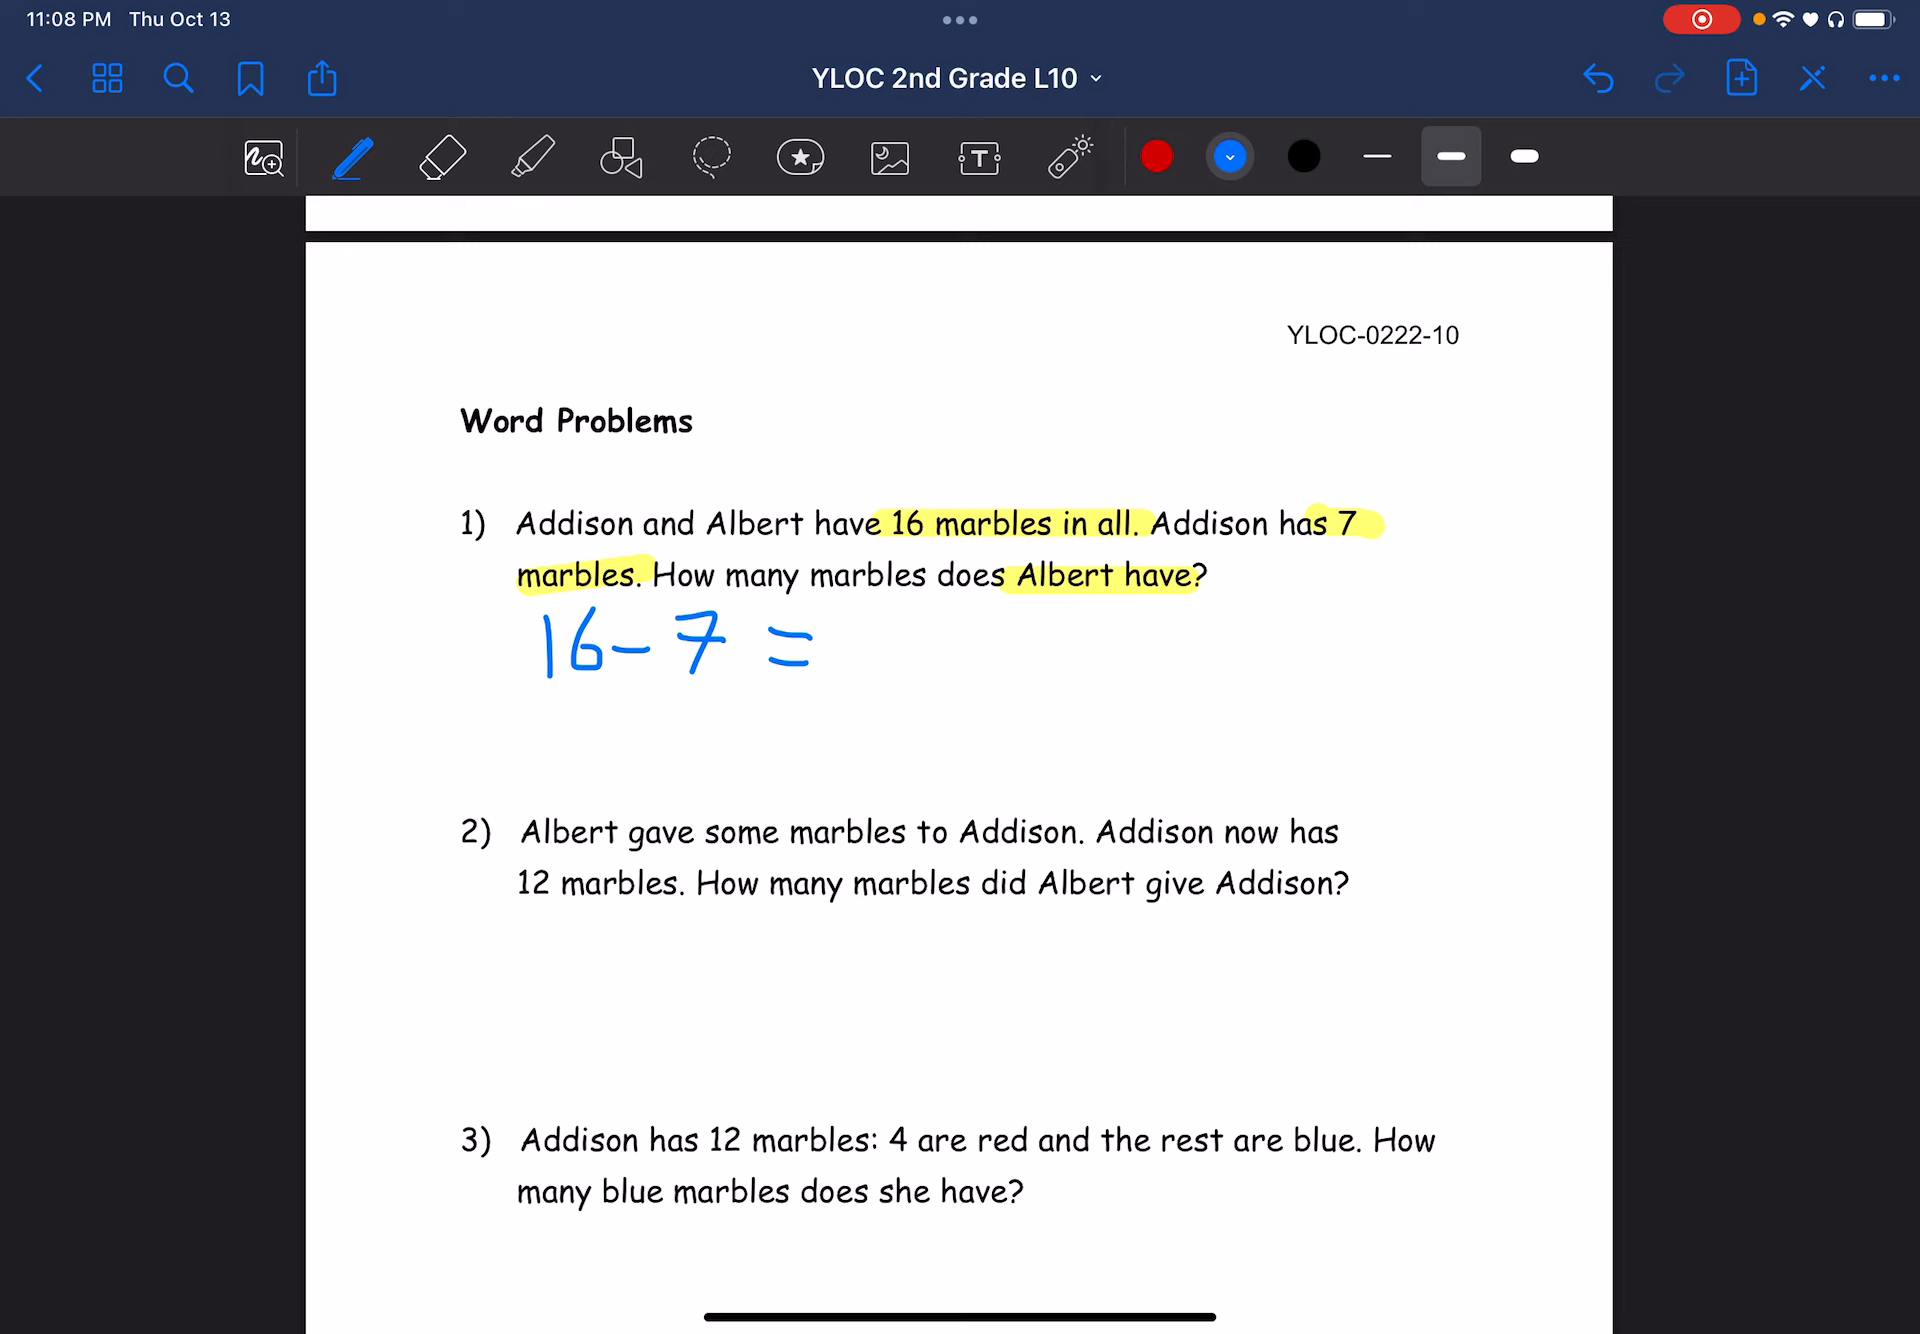 11:08 PM Thu Oct 13
YLOC 2nd Grade L10
T
YLOC-0222-10
Word Problems
1) Addison and Albert have 16 marbles in all. Addison has 7
marbles. How many marbles does Albert have?
16 - 7 =
2) Albert gave some marbles to Addison. Addison now has
12 marbles. How many marbles did Albert give Addison?
3) Addison has 12 marbles: 4 are red and the rest are blue. How
many blue marbles does she have?